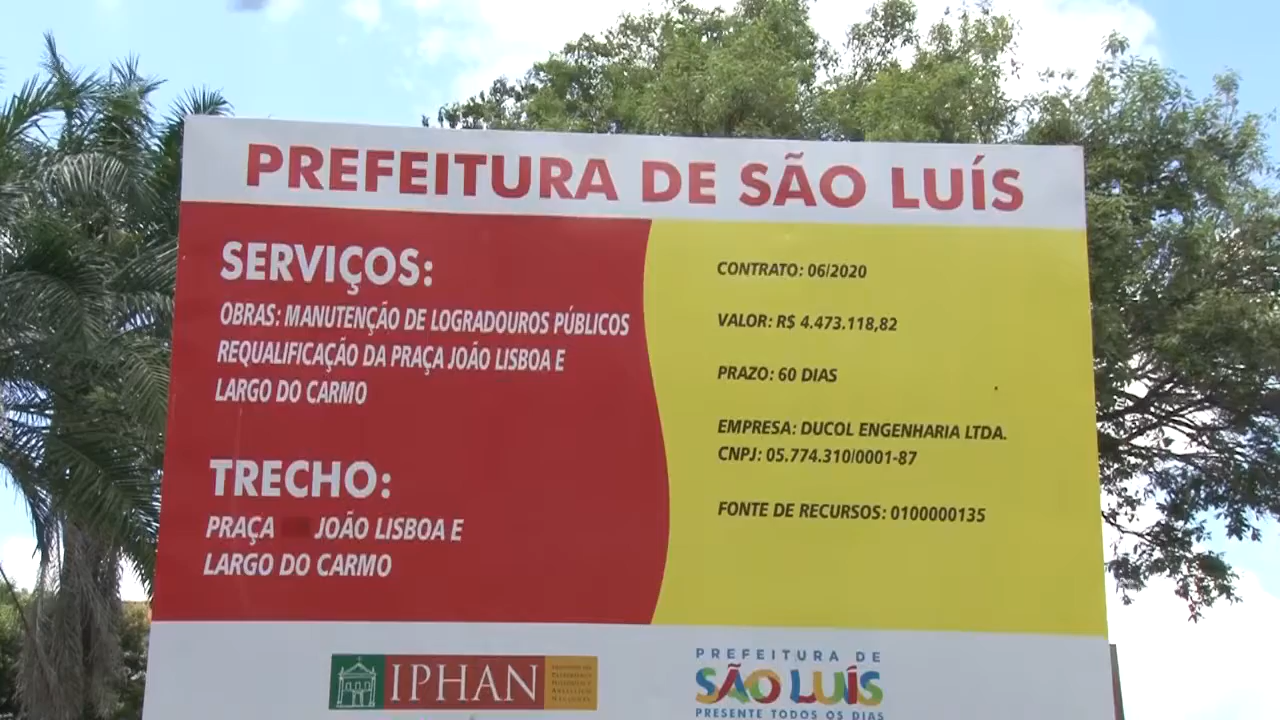 PREFEITURA DE SÃO LUÍS
SERVIÇOS:
OBRAS: MANUTENÇÃO DE LOGRADOUROS PÚBLICOS
REQUALIFICAÇÃO DA PRAÇA JOÃO LISBOA E
LARGO DO CARMO
TRECHO:
PRAÇA JOÃO LISBOA E
LARGO DO CARMO
CONTRATO: 06/2020
VALOR: R$ 4.473.118,82
PRAZO: 60 DIAS
EMPRESA: DUCOL ENGENHARIA LTDA.
CNPJ: 05.774.310/0001-87
FONTE DE RECURSOS: 0100000135
IPHAN
PREFEITURA DE
SÃO LUÍS
PRESENTE TODOS OS DIAS